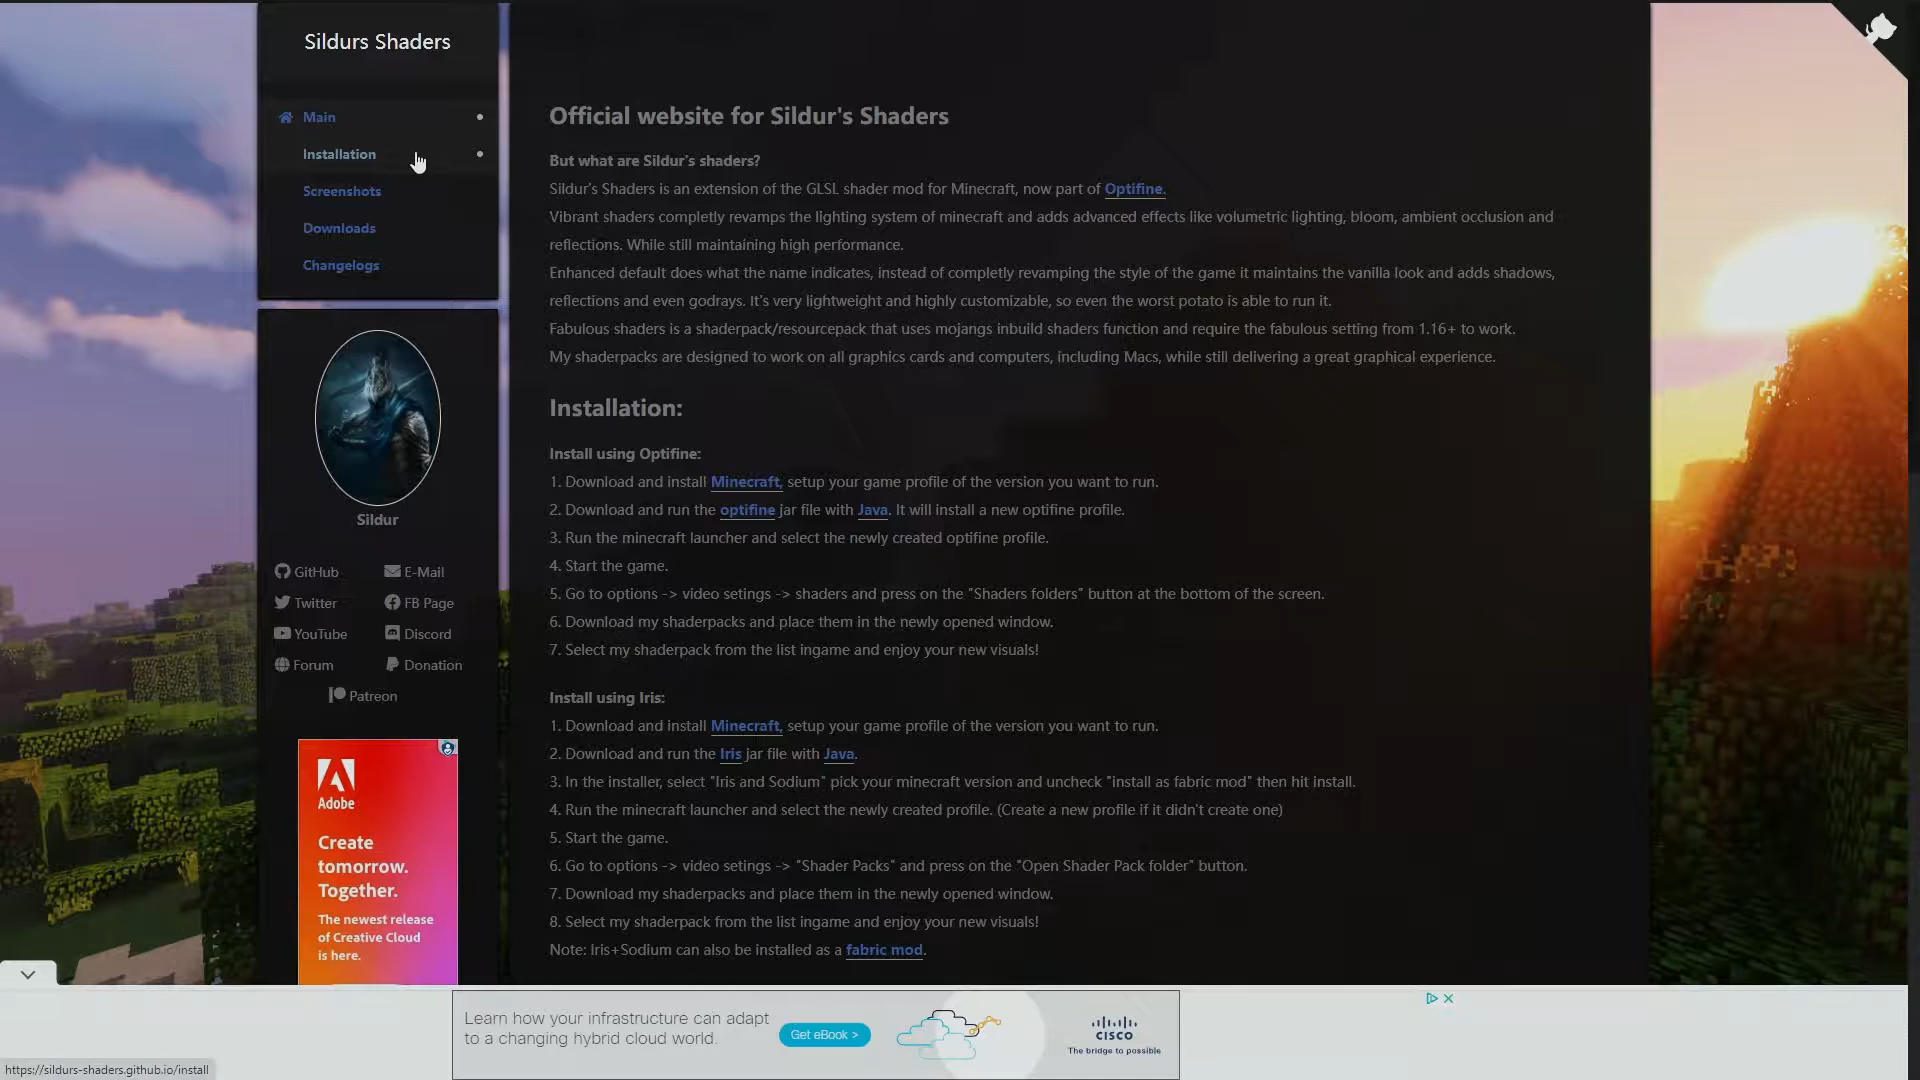 Sildurs Shaders
Main
Installation
Screenshots
Downloads
Changelogs
Sildur
GitHub
E-Mail
Twitter
FB Page
YouTube
Discord
Forum
Donation
Patreon
Adobe
Create
tomorrow.
Together.
The newest release
of Creative Cloud
is here.
Official website for Sildur's Shaders
But what are Sildur's shaders?
Sildur's Shaders is an extension of the GLSL shader mod for Minecraft, now part of Optifine.
Vibrant shaders completly revamps the lighting system of minecraft and adds advanced effects like volumetric lighting, bloom, ambient occlusion and
reflections. While still maintaining high performance.
Enhanced default does what the name indicates, instead of completly revamping the style of the game it maintains the vanilla look and adds shadows,
reflections and even godrays. It's very lightweight and highly customizable, so even the worst potato is able to run it.
Fabulous shaders is a shaderpack/resourcepack that uses mojangs inbuild shaders function and require the fabulous setting from 1.16+ to work.
My shaderpacks are designed to work on all graphics cards and computers, including Macs, while still delivering a great graphical experience.
Installation:
Install using Optifine:
1. Download and install Minecraft, setup your game profile of the version you want to run.
2. Download and run the optifine jar file with Java. It will install a new optifine profile.
3. Run the minecraft launcher and select the newly created optifine profile.
4. Start the game.
5. Go to options -> video setings -> shaders and press on the "Shaders folders" button at the bottom of the screen.
6. Download my shaderpacks and place them in the newly opened window.
7. Select my shaderpack from the list ingame and enjoy your new visuals!
Install using Iris:
1. Download and install Minecraft, setup your game profile of the version you want to run.
2. Download and run the Iris jar file with Java.
3. In the installer, select "Iris and Sodium" pick your minecraft version and uncheck "install as fabric mod" then hit install.
4. Run the minecraft launcher and select the newly created profile. (Create a new profile if it didn't create one)
5. Start the game.
6. Go to options -> video setings -> "Shader Packs" and press on the "Open Shader Pack folder" button.
7. Download my shaderpacks and place them in the newly opened window.
8. Select my shaderpack from the list ingame and enjoy your new visuals!
Note: Iris+Sodium can also be installed as a fabric mod.
Learn how your infrastructure can adapt
to a changing hybrid cloud world.
Get eBook >
CISCO
The bridge to possible
https://sildurs-shaders.github.io/install